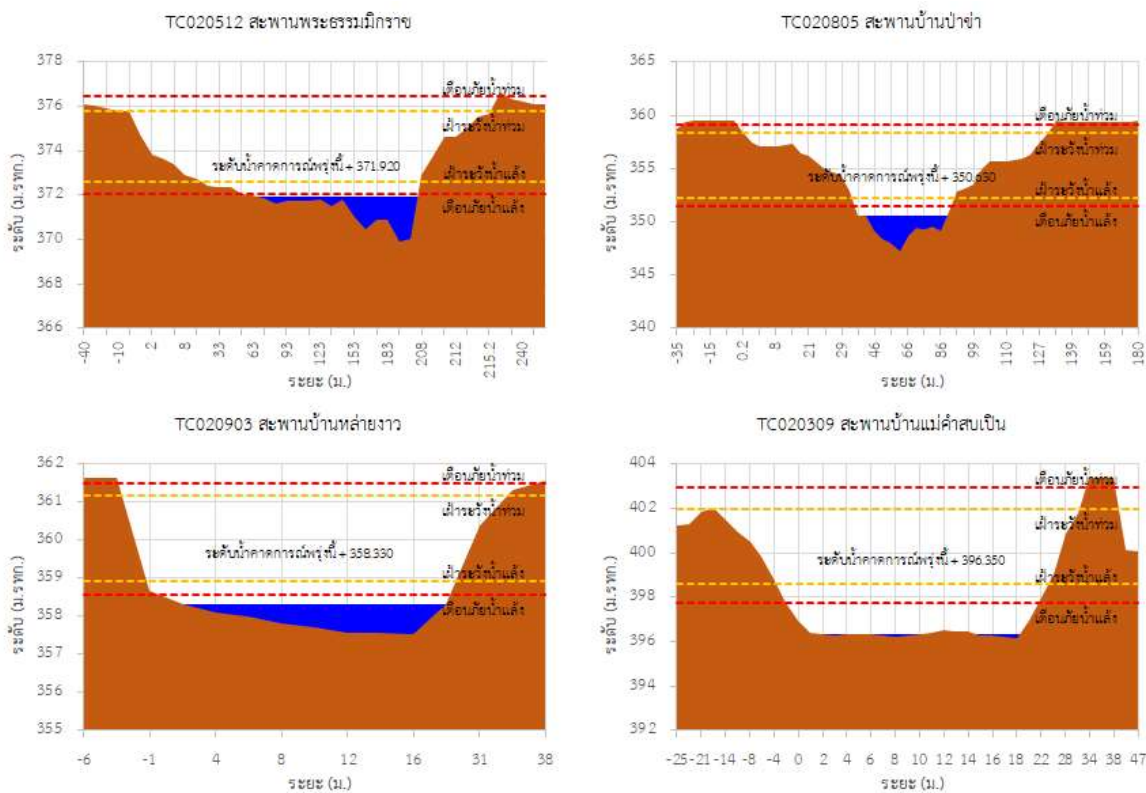 TC020512 สะพานพระธรรมมิกราช
378
376
374
372
370
368
366
ระดับ (ม.รทก.)
เตือนภัยน้ำท่วม
เฝ้าระวังน้ำท่วม
ระดับน้ำคาดการณ์พรุ่งนี้ + 371.920
เฝ้าระวังน้ำแล้ง
เตือนภัยน้ำแล้ง
-40 -10 2 8 33 63 93 123 153 183 208 212 215.2 240
ระยะ (ม.)
TC020805 สะพานบ้านป่าข่า
365
360
355
350
345
340
ระดับ (ม.รทก.)
เตือนภัยน้ำท่วม
เฝ้าระวังน้ำท่วม
ระดับน้ำคาดการณ์พรุ่งนี้ + 350.630
เฝ้าระวังน้ำแล้ง
เตือนภัยน้ำแล้ง
-35 -15 0.2 8 21 29 46 66 86 99 110 127 139 159 180
ระยะ (ม.)
TC020903 สะพานบ้านหล่ายงาว
362
361
360
359
358
357
356
355
ระดับ (ม.รทก.)
เตือนภัยน้ำท่วม
เฝ้าระวังน้ำท่วม
ระดับน้ำคาดการณ์พรุ่งนี้ + 358.330
เฝ้าระวังน้ำแล้ง
เตือนภัยน้ำแล้ง
-6 -1 4 8 12 16 31 38
ระยะ (ม.)
TC020309 สะพานบ้านแม่คำสบเปิน
404
402
400
398
396
394
392
ระดับ (ม.รทก.)
เตือนภัยน้ำท่วม
เฝ้าระวังน้ำท่วม
ระดับน้ำคาดการณ์พรุ่งนี้ + 396.350
เฝ้าระวังน้ำแล้ง
เตือนภัยน้ำแล้ง
-25 -21 -14 -8 -4 0 2 4 6 8 10 12 14 16 18 22 28 34 38 47
ระยะ (ม.)